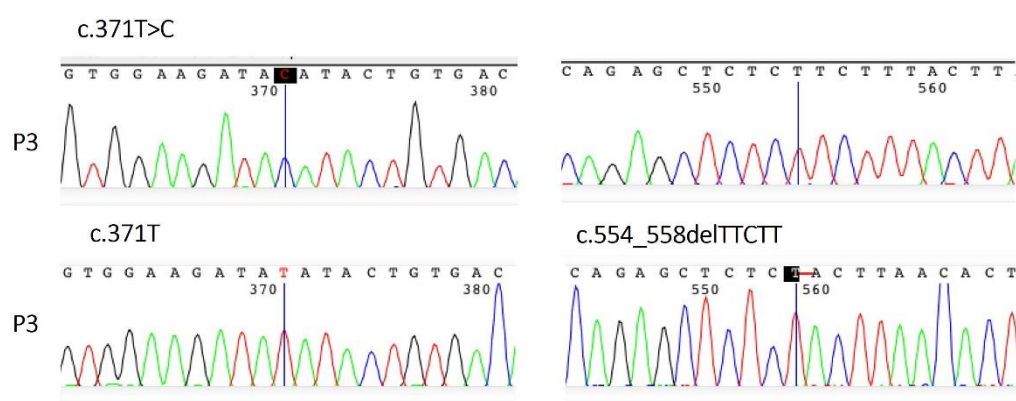 c.371T>C
G T G G A A G A T A C A T A C T G T G A C
370 380
C A G A G C T C T C T T C T T T A C T T
550 560
P3
c.371T
c.554_558delTTCTT
G T G G A A G A T A T A T A C T G T G A C
370 380
C A G A G C T C T C T A C T T A A C A C T
550 560
P3